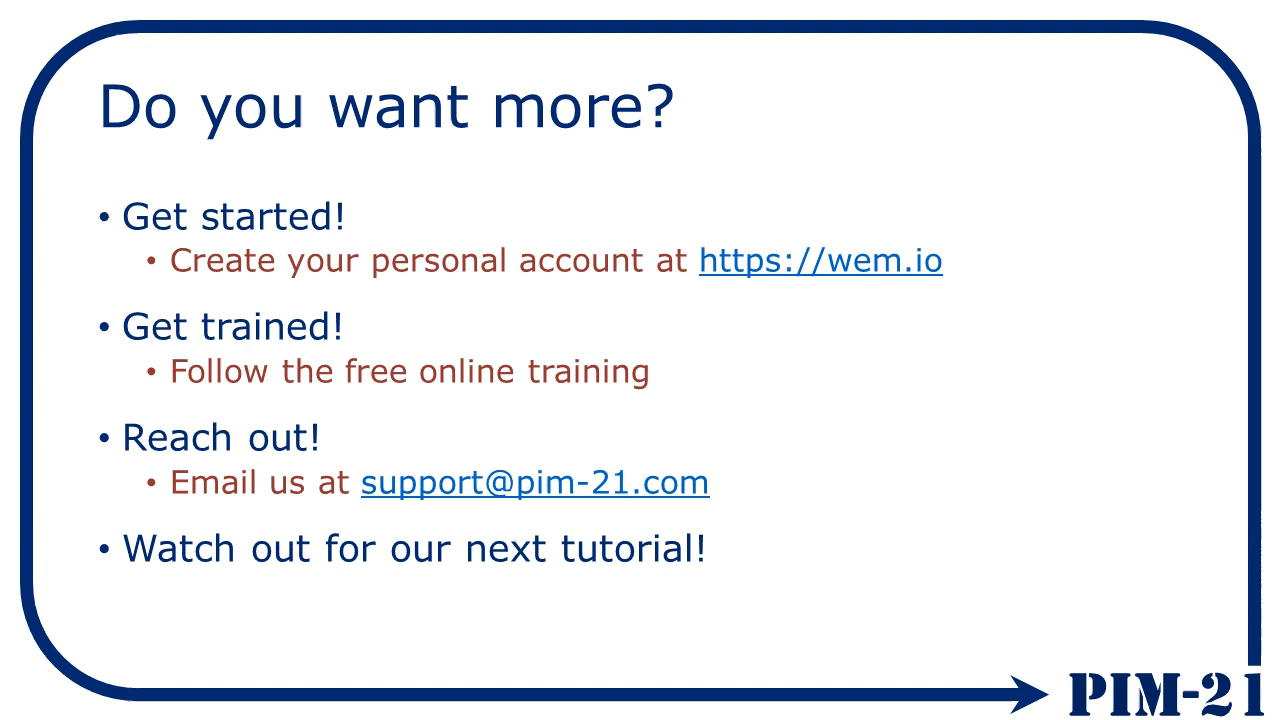 Do you want more?
• Get started!
• Create your personal account at https://wem.io
• Get trained!
• Follow the free online training
• Reach out!
• Email us at support@pim-21.com
• Watch out for our next tutorial!
PIM-21